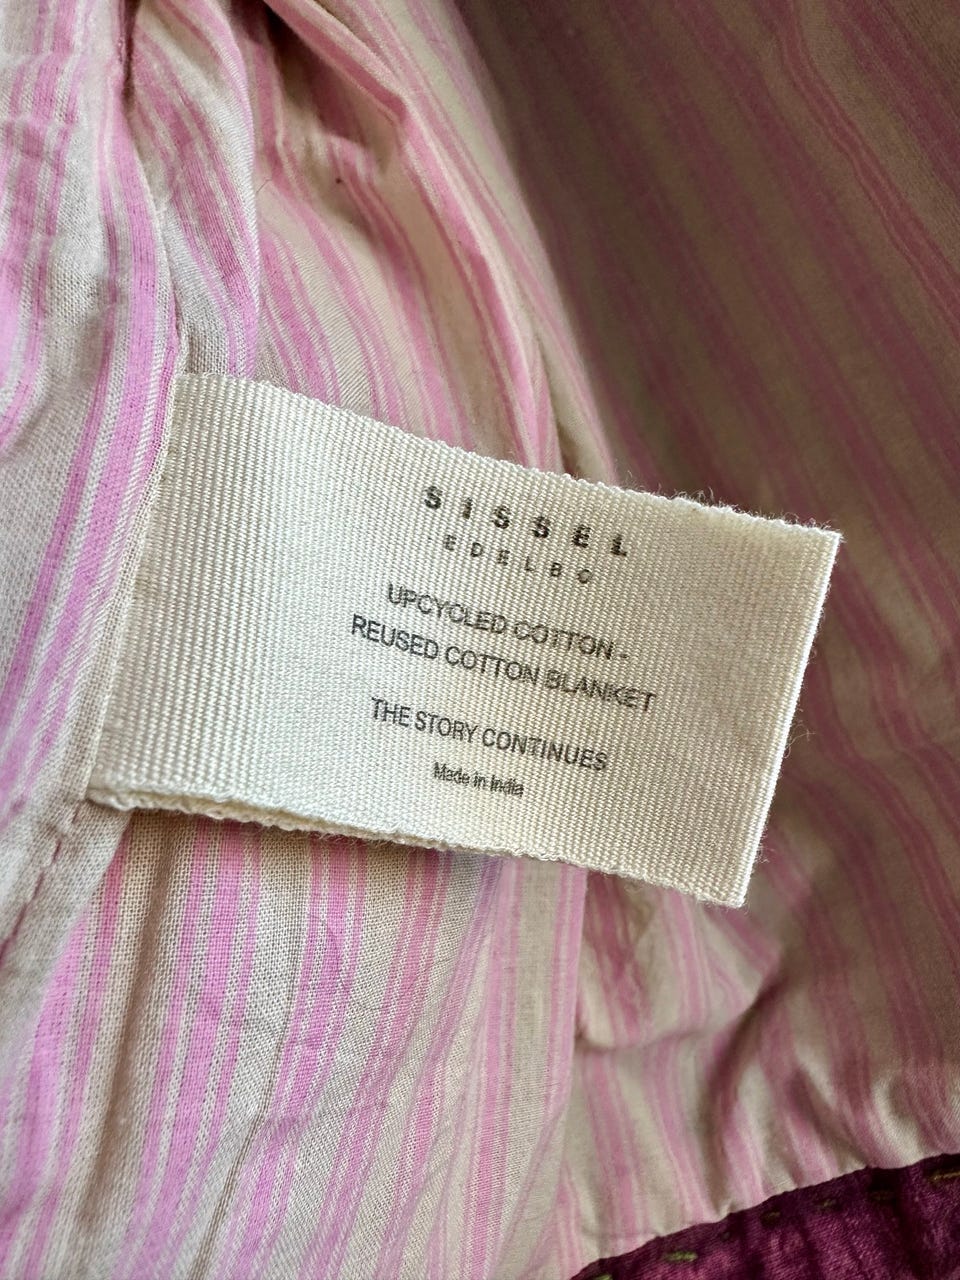 SISSEL
EDELBO
UPCYCLED COTTON -
REUSED COTTON BLANKET
THE STORY CONTINUES
Made in India